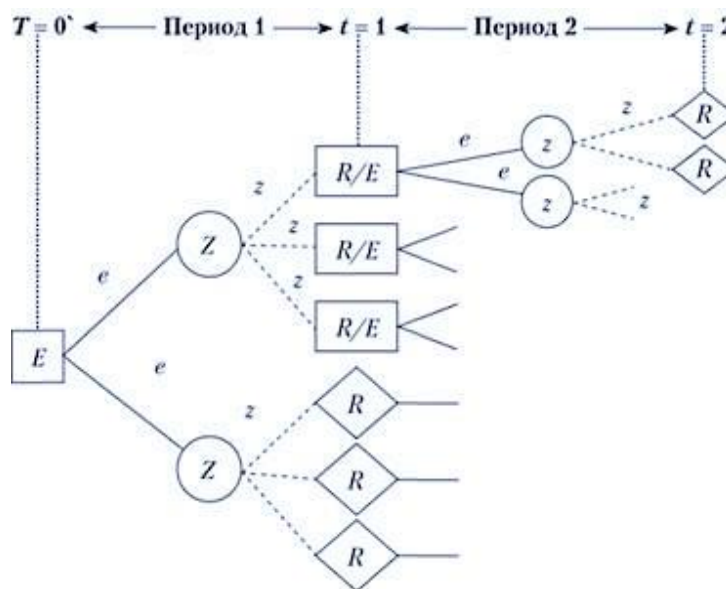 T = 0` Период 1 t = 1 Период 2 t = 2
z R
e z
R/E e R
z z z
Z z R/E
e z
R/E
E
e
z R
Z R
R